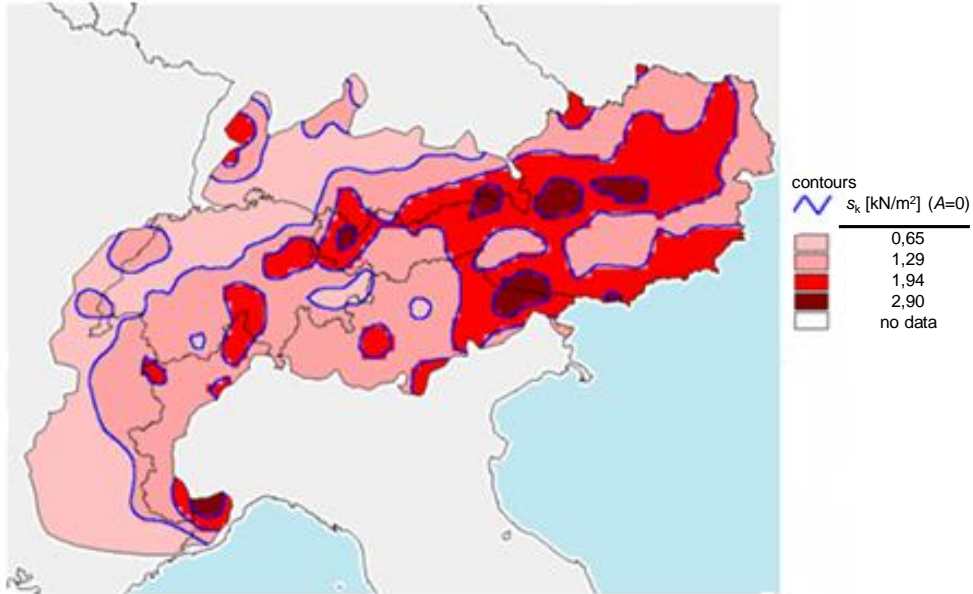 contours
sk [kN/m²] (A=0)
0,65
1,29
1,94
2,90
no data